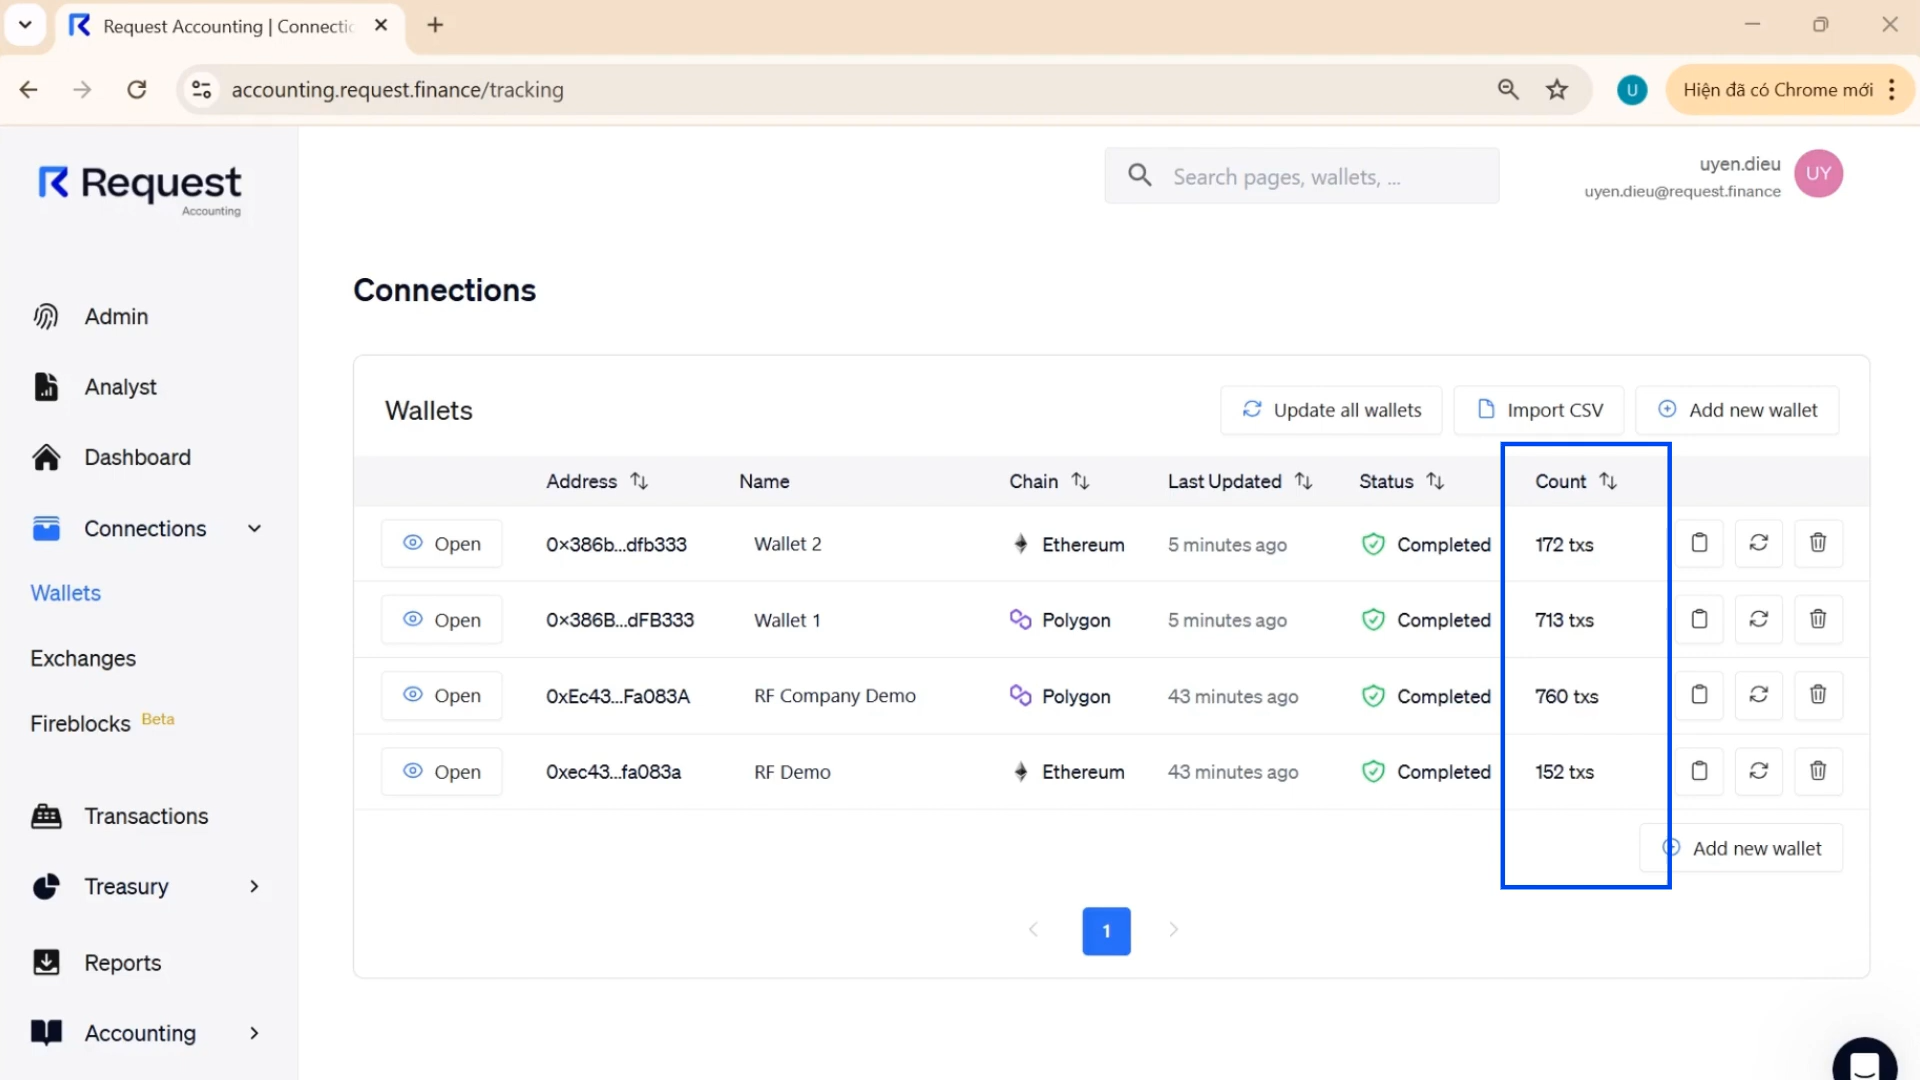 Request Accounting | Connectio
accounting.request.finance/tracking
U
Hiện đã có Chrome mới
Request
Accounting
Search pages, wallets, ...
uyen.dieu
uyen.dieu@request.finance
UY
Admin
Analyst
Dashboard
Connections
Wallets
Exchanges
Fireblocks Beta
Transactions
Treasury
Reports
Accounting
Connections
Wallets
Update all wallets
Import CSV
Add new wallet
Address Name Chain Last Updated Status Count
Open 0×386b...dfb333 Wallet 2 Ethereum 5 minutes ago Completed 172 txs
Open 0×386B...dFB333 Wallet 1 Polygon 5 minutes ago Completed 713 txs
Open 0xEc43...Fa083A RF Company Demo Polygon 43 minutes ago Completed 760 txs
Open 0xec43...fa083a RF Demo Ethereum 43 minutes ago Completed 152 txs
Add new wallet
1